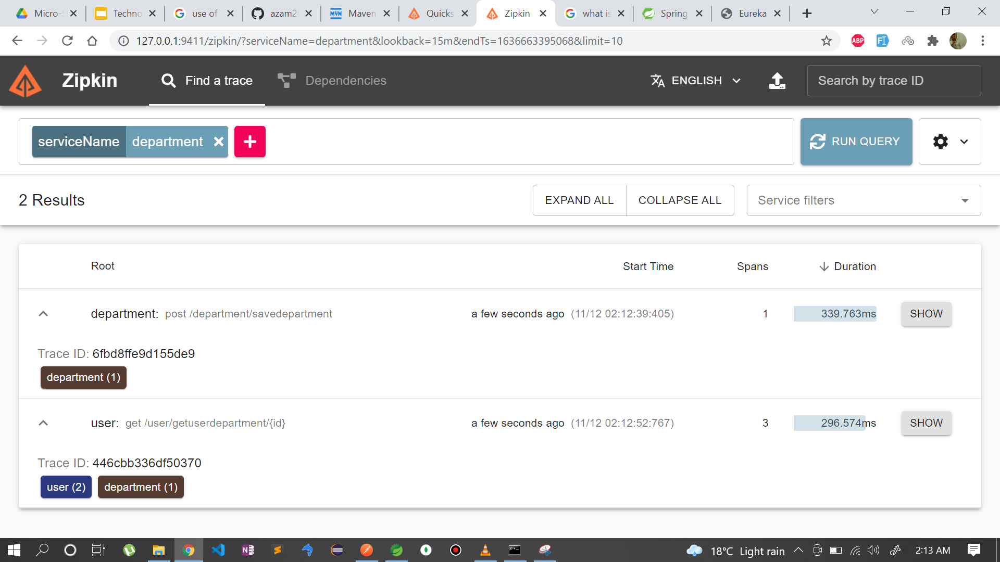 Micro-S
Techno
use of
azam2
Maven
Quicks
Zipkin
what is
Spring
Eureka
127.0.0.1:9411/zipkin/?serviceName=department&lookback=15m&endTs=1636663395068&limit=10
ABP
Zipkin
Find a trace
Dependencies
ENGLISH
Search by trace ID
serviceName department
RUN QUERY
2 Results
EXPAND ALL
COLLAPSE ALL
Service filters
Root Start Time Spans Duration
department: post /department/savedepartment a few seconds ago (11/12 02:12:39:405) 1 339.763ms SHOW
Trace ID: 6fbd8ffe9d155de9
department (1)
user: get /user/getuserdepartment/{id} a few seconds ago (11/12 02:12:52:767) 3 296.574ms SHOW
Trace ID: 446cbb336df50370
user (2) department (1)
18°C Light rain
2:13 AM